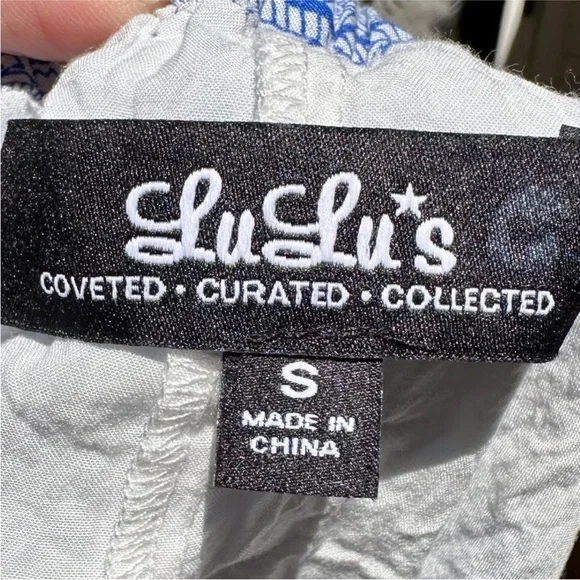 LuLu's
COVETED • CURATED • COLLECTED
S
MADE IN
CHINA